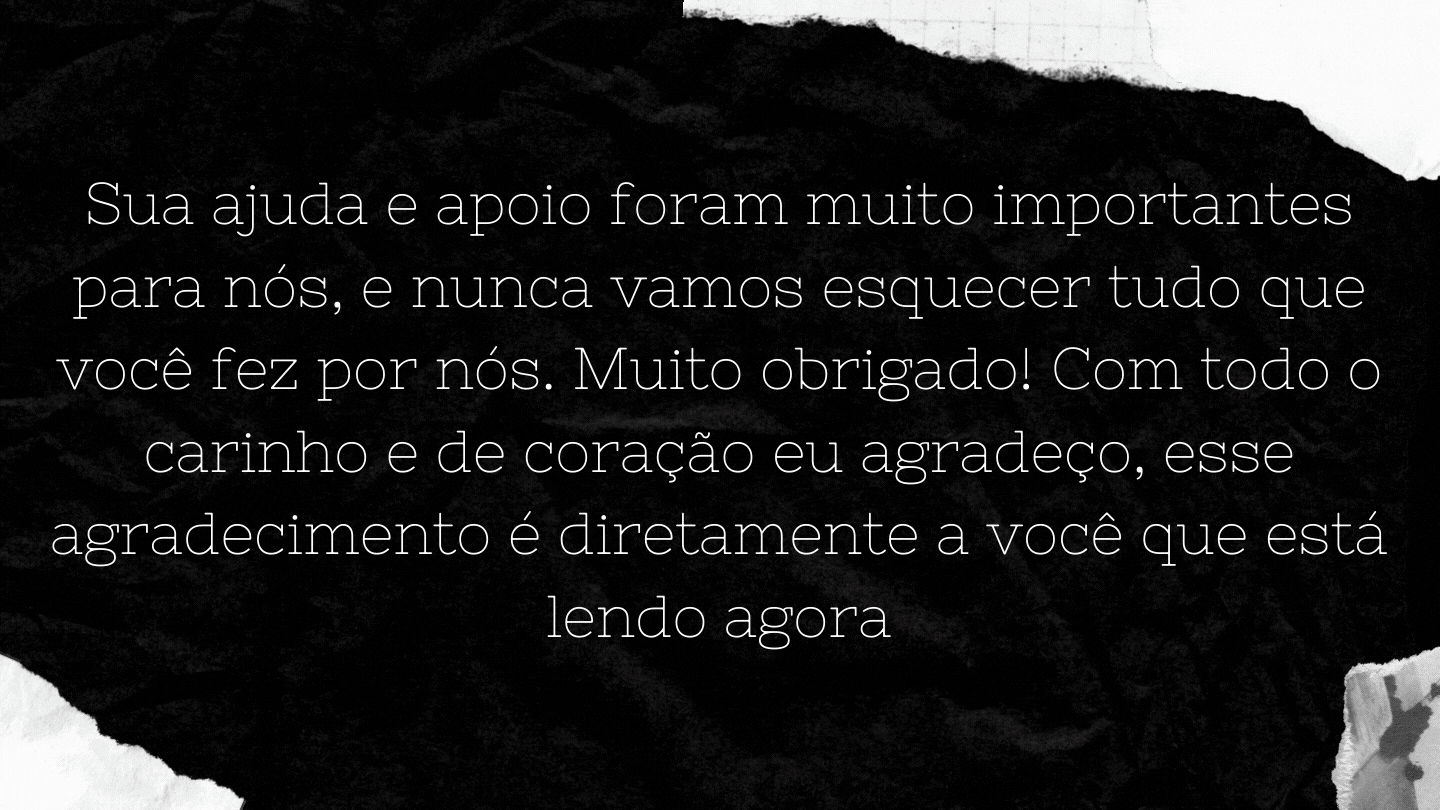 Sua ajuda e apoio foram muito importantes
para nós, e nunca vamos esquecer tudo que
você fez por nós. Muito obrigado! Com todo o
carinho e de coração eu agradeço, esse
agradecimento é diretamente a você que está
lendo agora